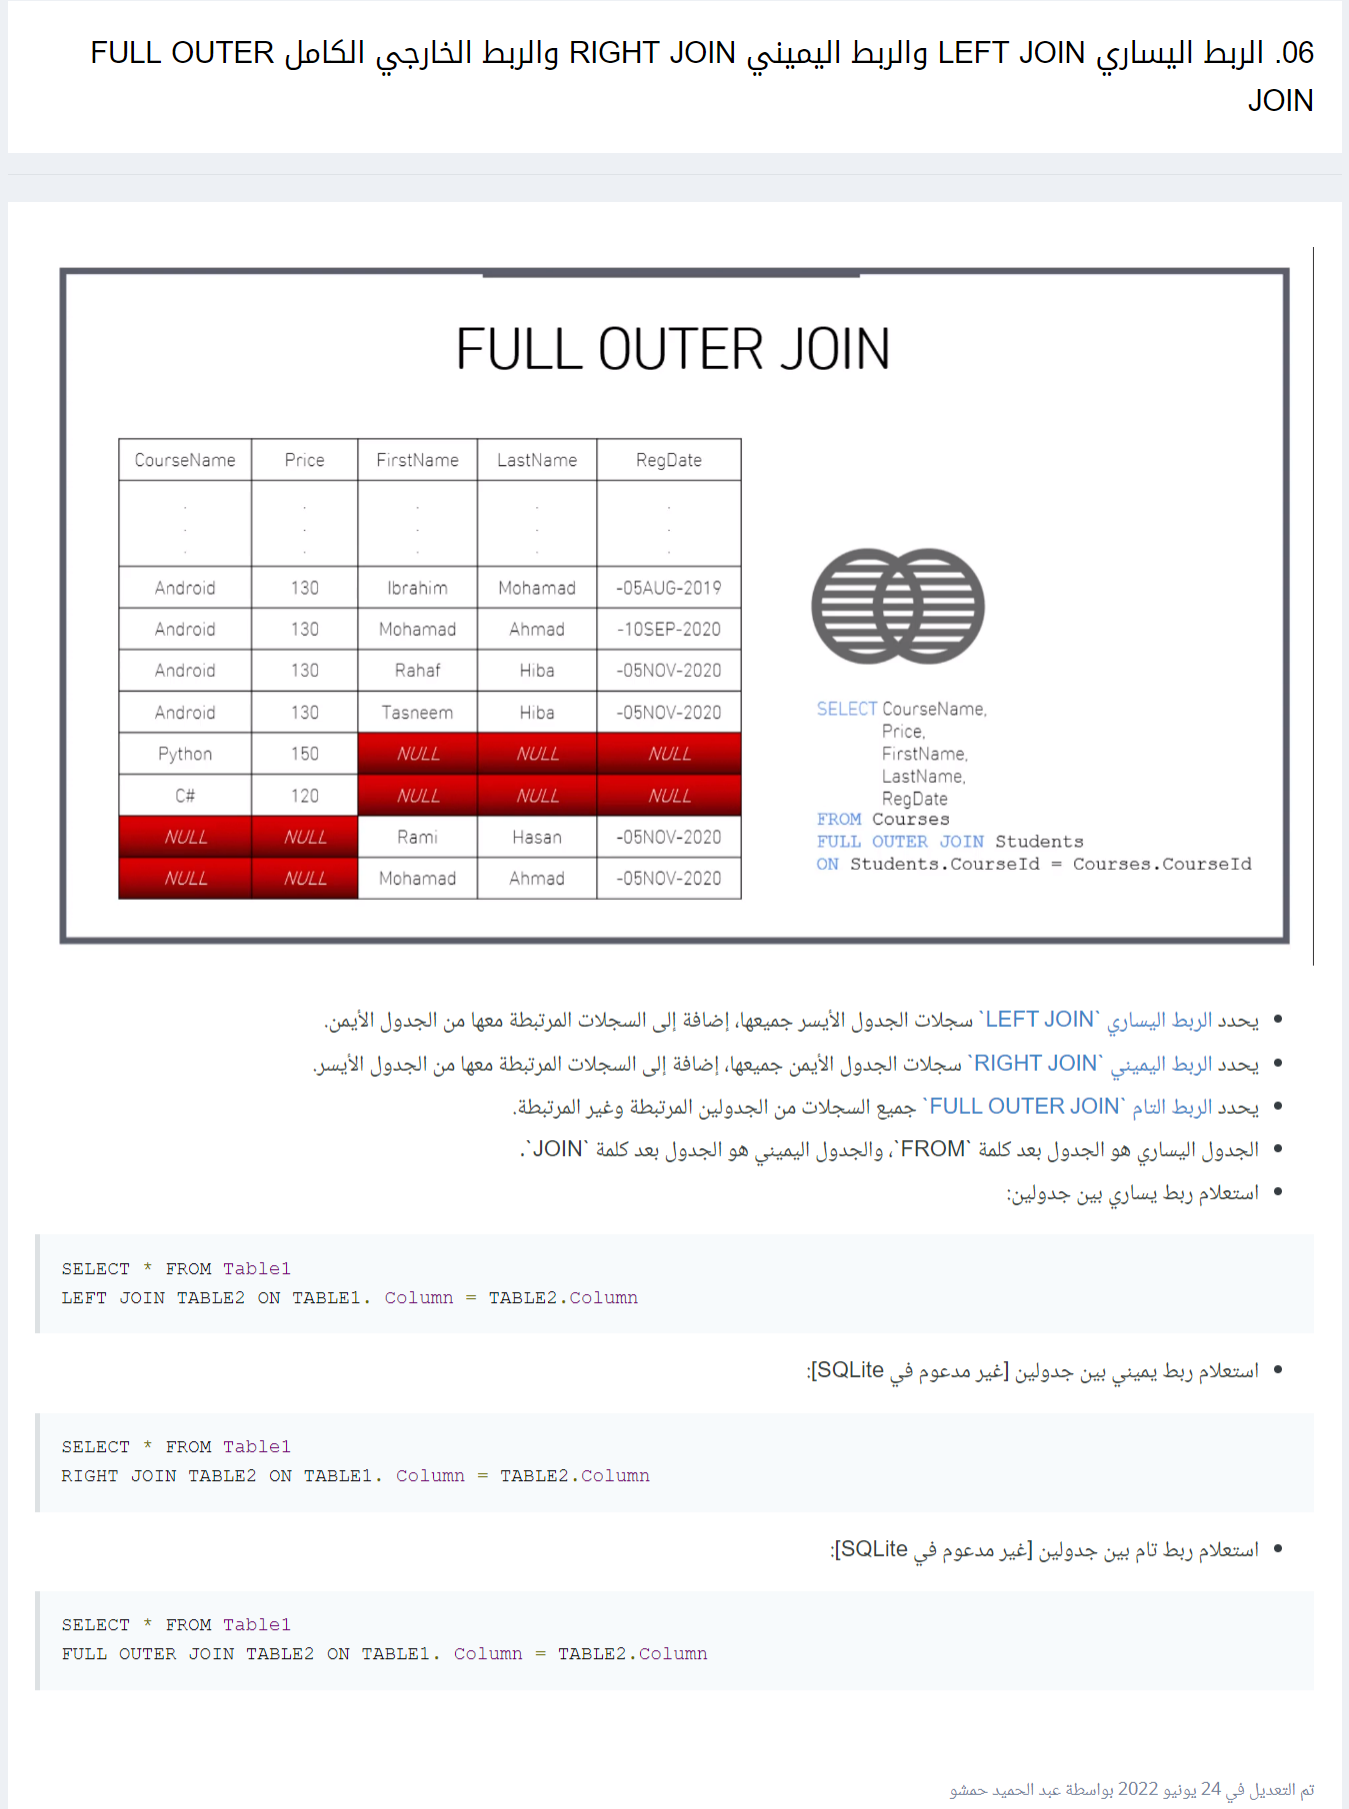 06. الربط اليساري LEFT JOIN والربط اليميني RIGHT JOIN والربط الخارجي الكامل FULL OUTER
JOIN
FULL OUTER JOIN
CourseName Price FirstName LastName RegDate
. . . . .
. . . . .
. . . . .
Android 130 Ibrahim Mohamad -05AUG-2019
Android 130 Mohamad Ahmad -10SEP-2020
Android 130 Rahaf Hiba -05NOV-2020
Android 130 Tasneem Hiba -05NOV-2020
Python 150 NULL NULL NULL
C# 120 NULL NULL NULL
NULL NULL Rami Hasan -05NOV-2020
NULL NULL Mohamad Ahmad -05NOV-2020
SELECT CourseName,
Price,
FirstName,
LastName,
RegDate
FROM Courses
FULL OUTER JOIN Students
ON Students.CourseId = Courses.CourseId
• يحدد الربط اليساري `LEFT JOIN` سجلات الجدول الأيسر جميعها، إضافة إلى السجلات المرتبطة معها من الجدول الأيمن.
• يحدد الربط اليميني `RIGHT JOIN` سجلات الجدول الأيمن جميعها، إضافة إلى السجلات المرتبطة معها من الجدول الأيسر.
• يحدد الربط التام `FULL OUTER JOIN` جميع السجلات من الجدولين المرتبطة وغير المرتبطة.
• الجدول اليساري هو الجدول بعد كلمة `FROM`، والجدول اليميني هو الجدول بعد كلمة `JOIN`.
• استعلام ربط يساري بين جدولين:
SELECT * FROM Table1
LEFT JOIN TABLE2 ON TABLE1. Column = TABLE2.Column
• استعلام ربط يميني بين جدولين [غير مدعوم في SQLite]:
SELECT * FROM Table1
RIGHT JOIN TABLE2 ON TABLE1. Column = TABLE2.Column
• استعلام ربط تام بين جدولين [غير مدعوم في SQLite]:
SELECT * FROM Table1
FULL OUTER JOIN TABLE2 ON TABLE1. Column = TABLE2.Column
تم التعديل في 24 يونيو 2022 بواسطة عبد الحميد حمشو